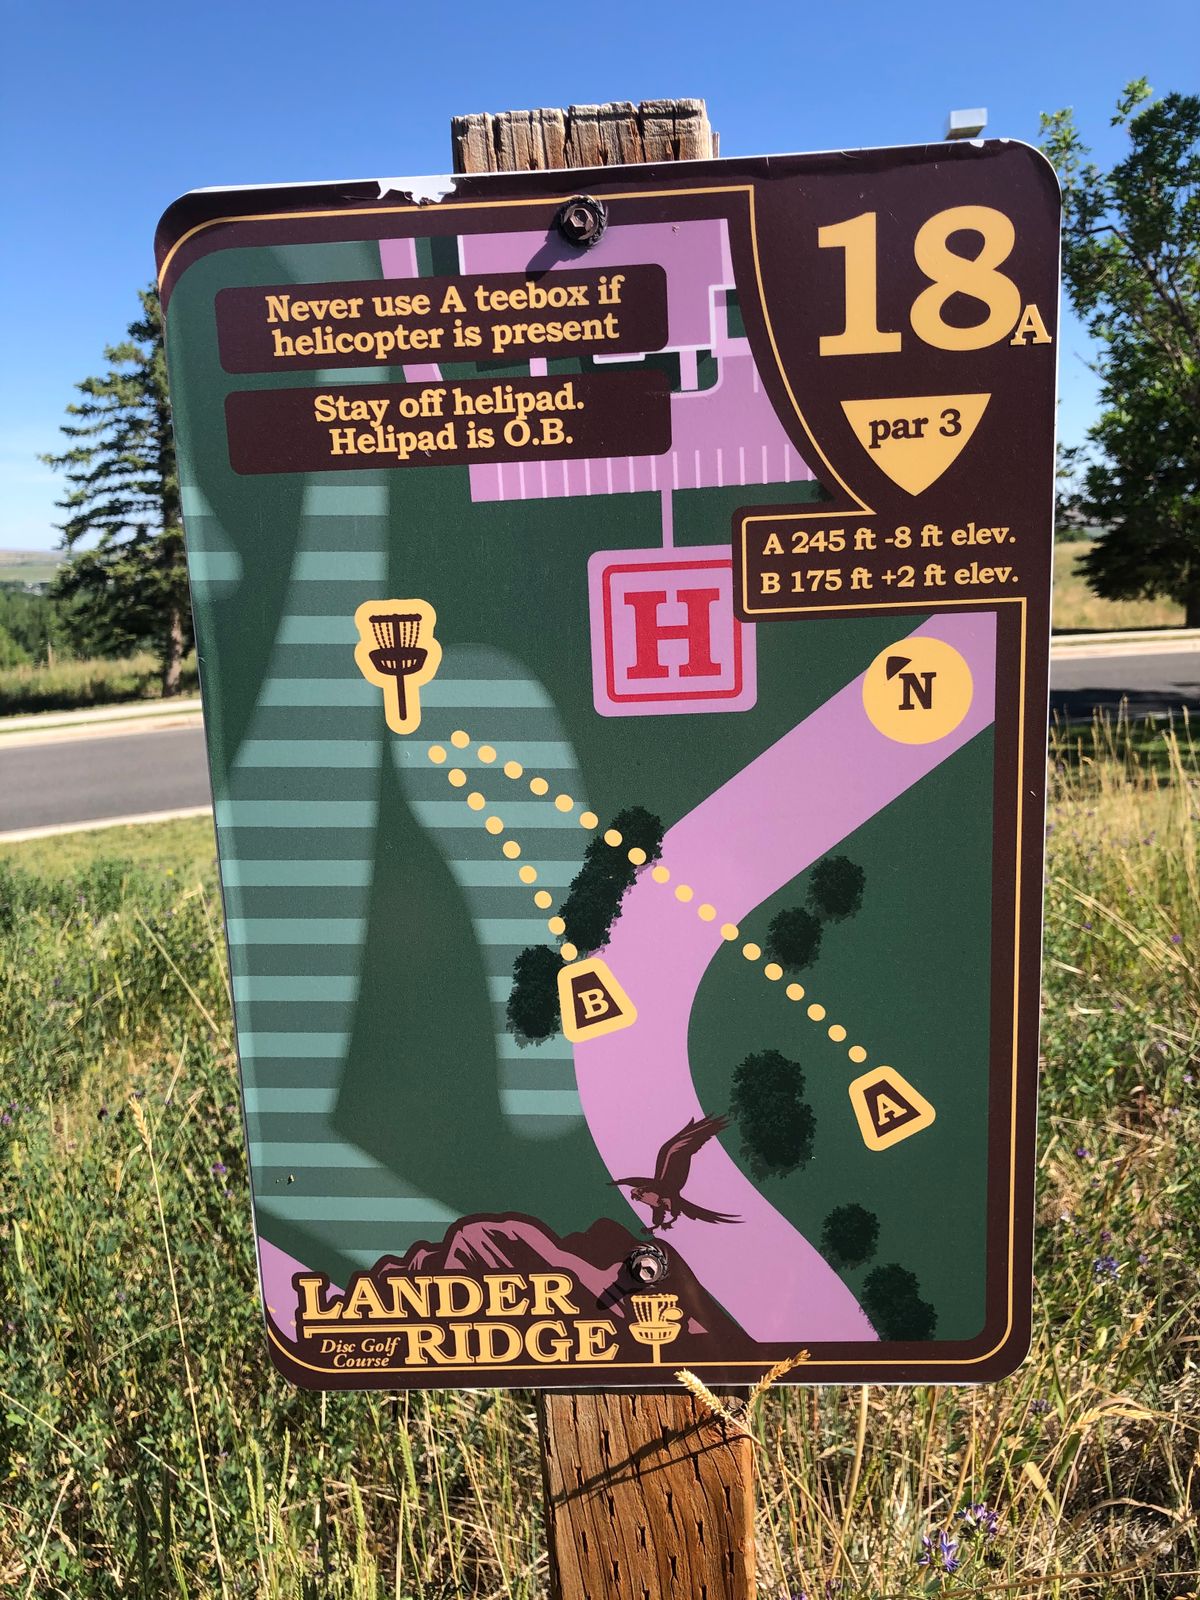 Never use A teebox if
helicopter is present
Stay off helipad.
Helipad is O.B.
18A
par 3
A 245 ft -8 ft elev.
B 175 ft +2 ft elev.
H
N
B
A
LANDER
RIDGE
Disc Golf
Course